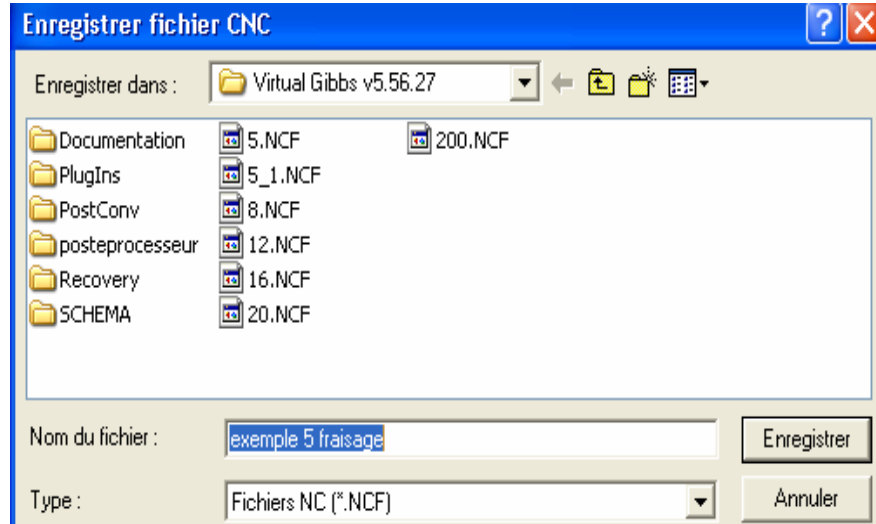 Enregistrer fichier CNC
Enregistrer dans :
Virtual Gibbs v5.56.27
Documentation
PlugIns
PostConv
posteprocesseur
Recovery
SCHEMA
5.NCF
5_1.NCF
8.NCF
12.NCF
16.NCF
20.NCF
200.NCF
Nom du fichier :
exemple 5 fraisage
Enregistrer
Type :
Fichiers NC (*.NCF)
Annuler